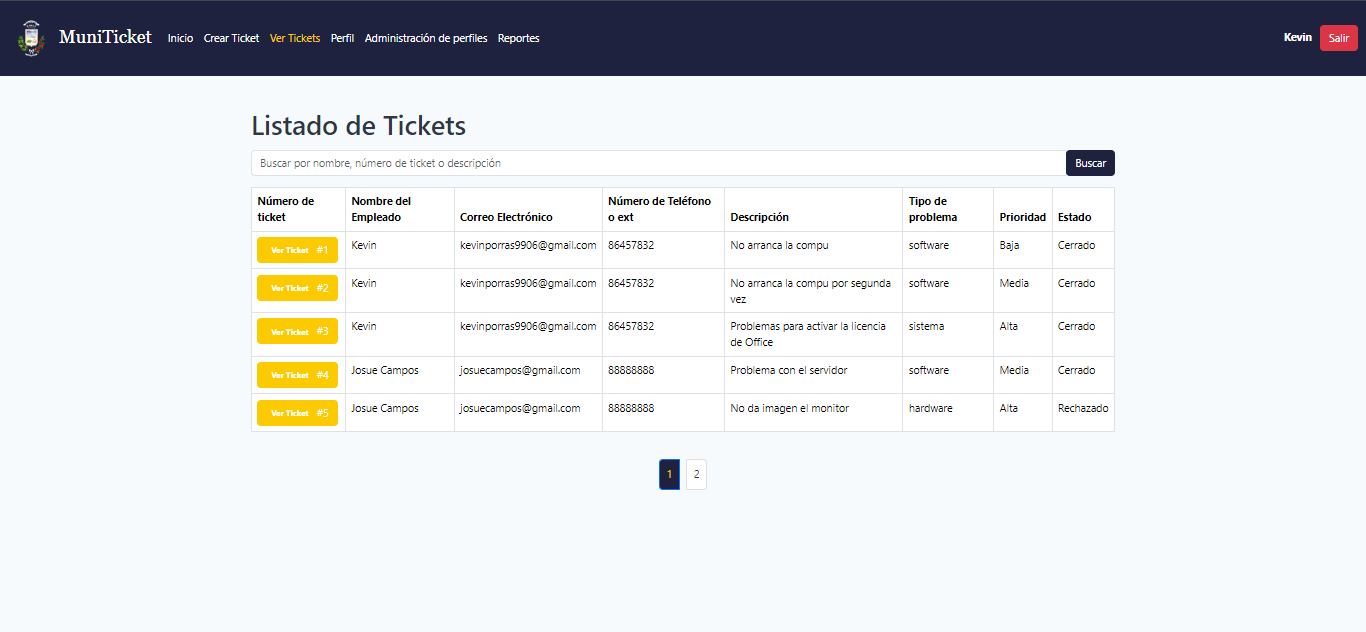 MuniTicket Inicio Crear Ticket Ver Tickets Perfil Administración de perfiles Reportes Kevin Salir
Listado de Tickets
Buscar por nombre, número de ticket o descripción Buscar
Número de ticket Nombre del Empleado Correo Electrónico Número de Teléfono o ext Descripción Tipo de problema Prioridad Estado
Ver Ticket #1 Kevin kevinporras9906@gmail.com 86457832 No arranca la compu software Baja Cerrado
Ver Ticket #2 Kevin kevinporras9906@gmail.com 86457832 No arranca la compu por segunda vez software Media Cerrado
Ver Ticket #3 Kevin kevinporras9906@gmail.com 86457832 Problemas para activar la licencia de Office sistema Alta Cerrado
Ver Ticket #4 Josue Campos josuecampos@gmail.com 88888888 Problema con el servidor software Media Cerrado
Ver Ticket #5 Josue Campos josuecampos@gmail.com 88888888 No da imagen el monitor hardware Alta Rechazado
1 2